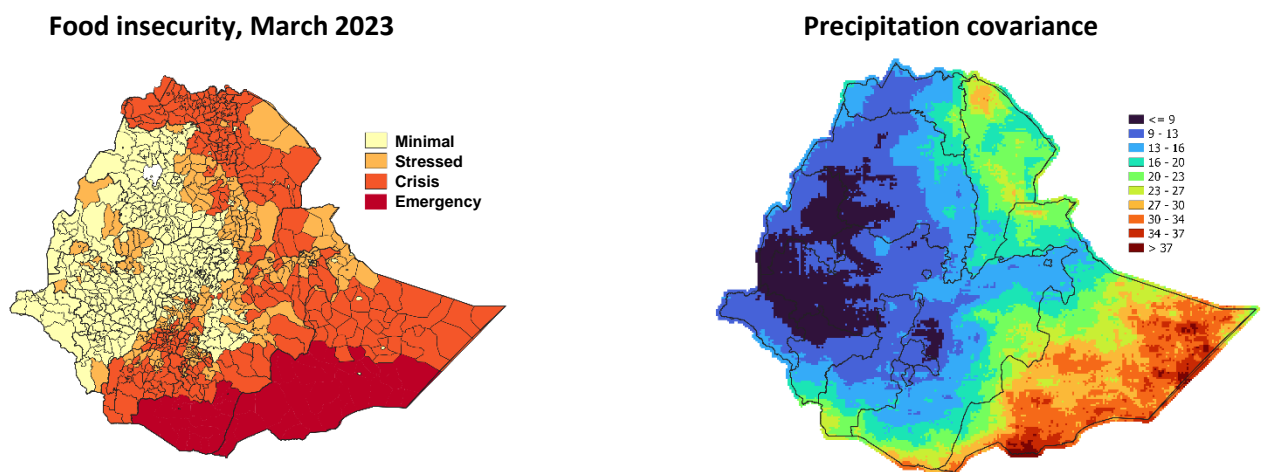 Food insecurity, March 2023
Minimal
Stressed
Crisis
Emergency
Precipitation covariance
<= 9
9 - 13
13 - 16
16 - 20
20 - 23
23 - 27
27 - 30
30 - 34
34 - 37
> 37